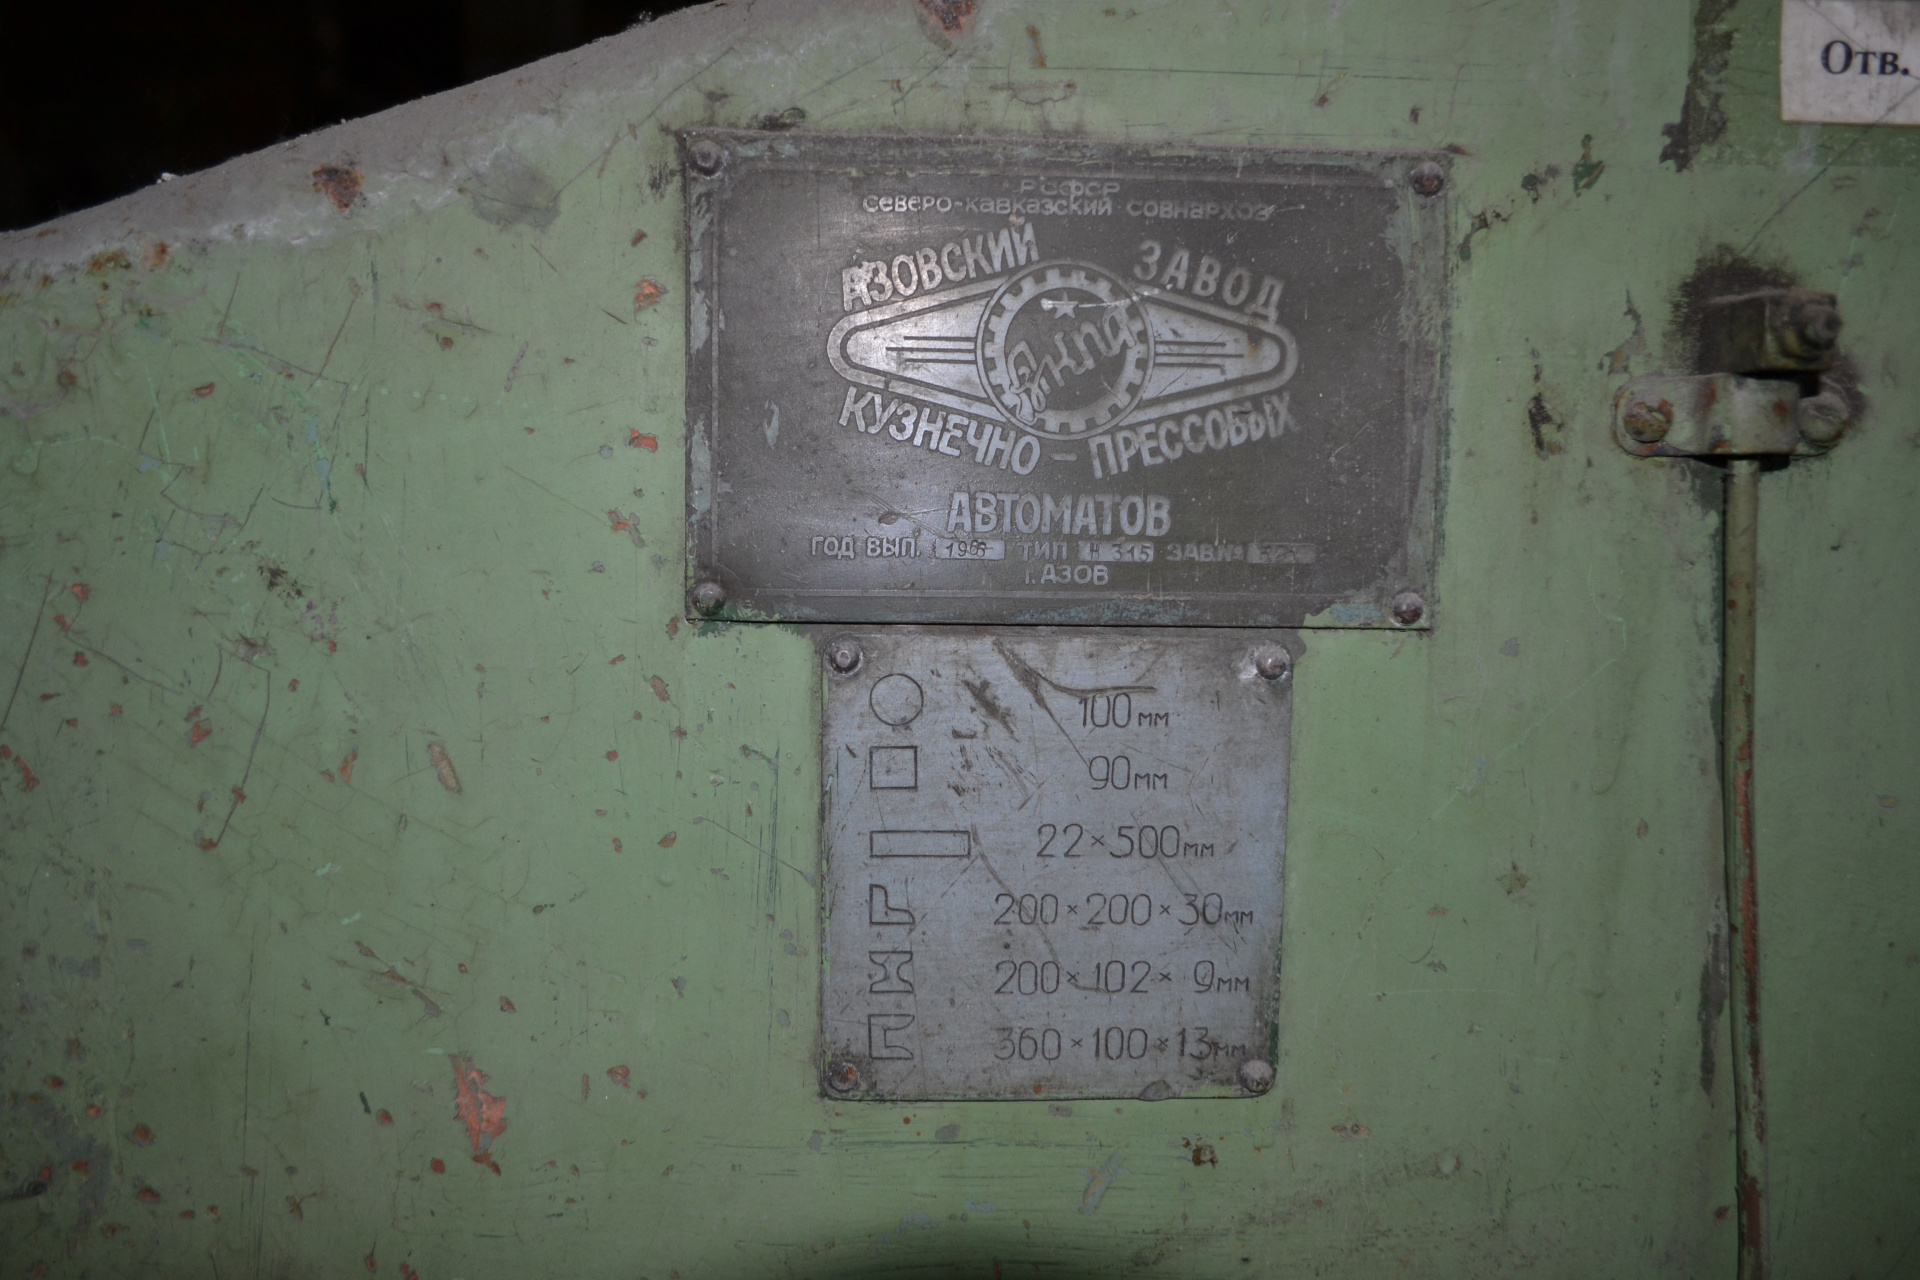 Отв.
РСФСР
СЕВЕРО-КАВКАЗСКИЙ СОВНАРХОЗ
АЗОВСКИЙ ЗАВОД
АКПА
КУЗНЕЧНО-ПРЕССОВЫХ
АВТОМАТОВ
ГОД ВЫП. ТИП Н 315 ЗАВ.№
Г. АЗОВ
100мм
90мм
22×500мм
200×200×30мм
200×102×9мм
360×100×13мм